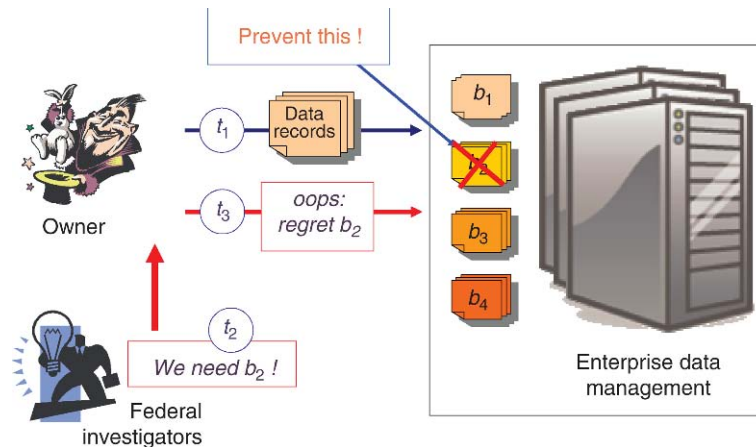 Prevent this !
b₁
t₁
Data
records
b₂
t₃
oops:
regret b₂
Owner
b₃
b₄
t₂
We need b₂ !
Enterprise data
management
Federal
investigators